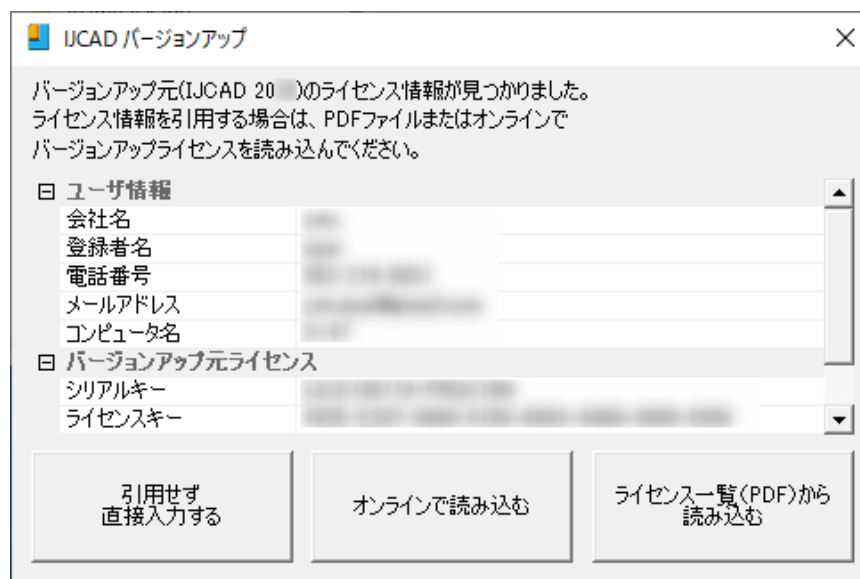 IJCAD バージョンアップ
バージョンアップ元(IJCAD 20 )のライセンス情報が見つかりました。
ライセンス情報を引用する場合は、PDFファイルまたはオンラインで
バージョンアップライセンスを読み込んでください。
ユーザ情報
会社名
登録者名
電話番号
メールアドレス
コンピュータ名
バージョンアップ元ライセンス
シリアルキー
ライセンスキー
引用せず
直接入力する
オンラインで読み込む
ライセンス一覧(PDF)から
読み込む